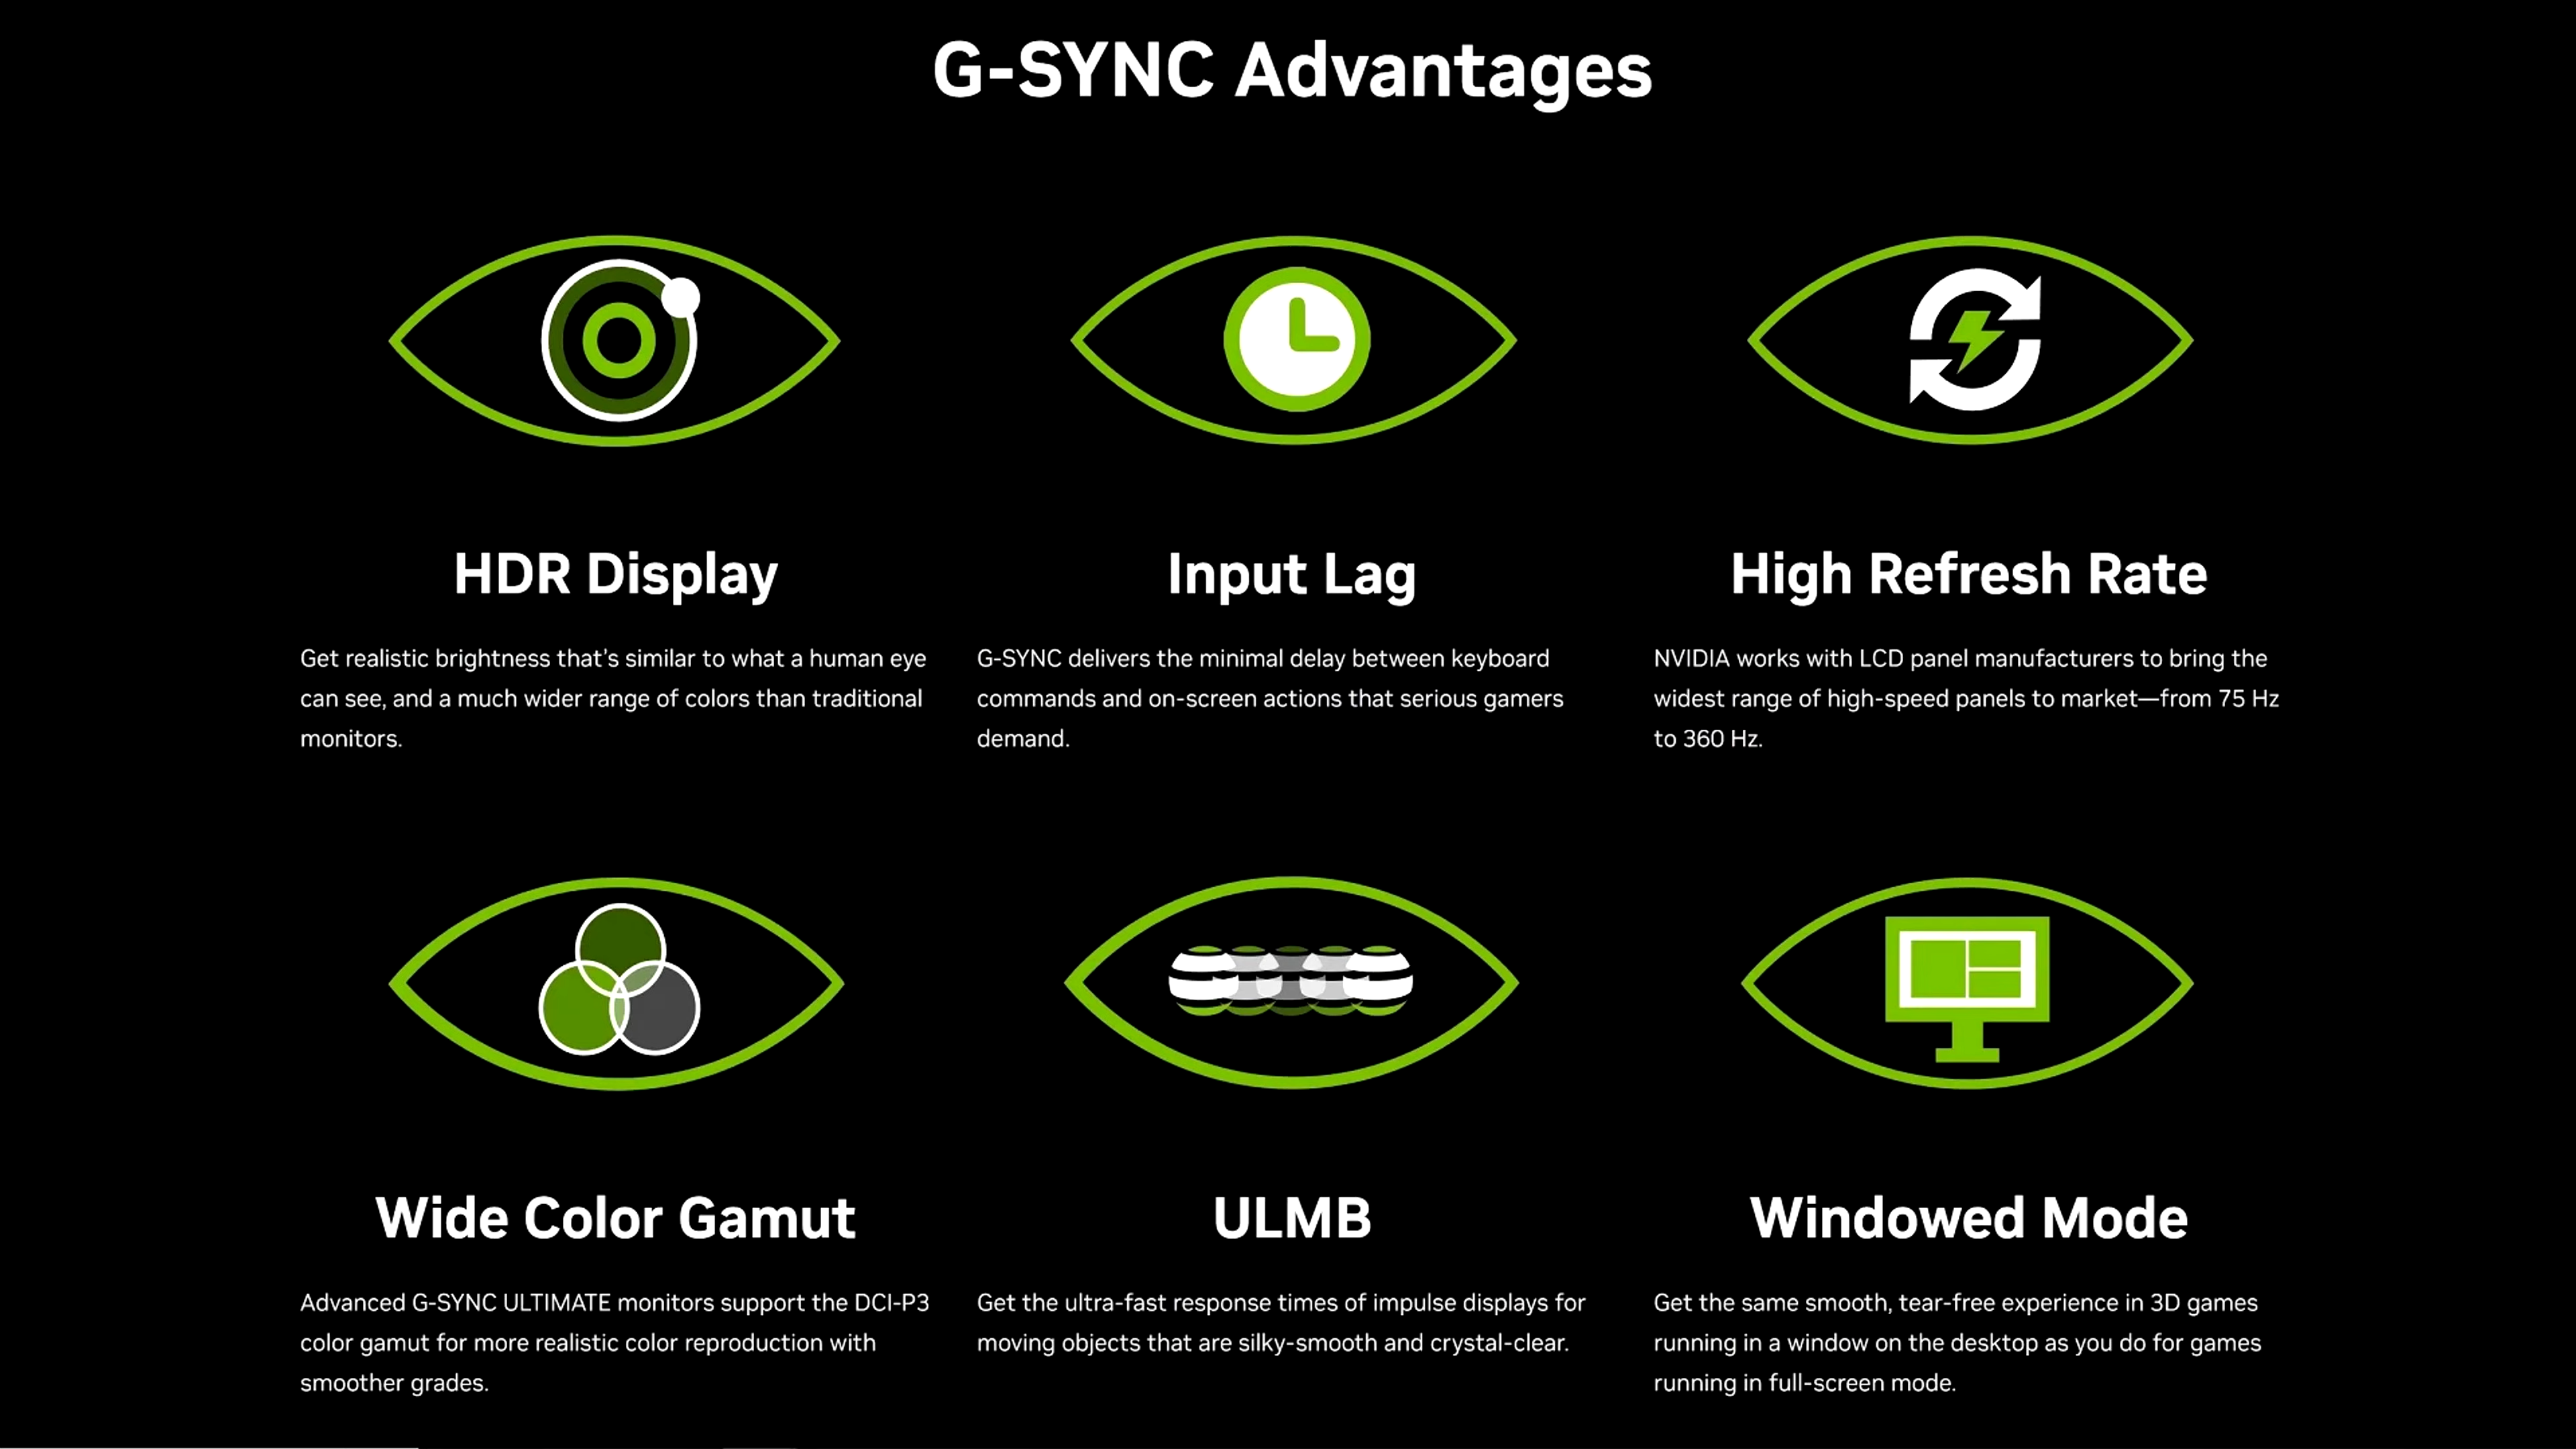 G-SYNC Advantages
HDR Display
Get realistic brightness that's similar to what a human eye
can see, and a much wider range of colors than traditional
monitors.
Input Lag
G-SYNC delivers the minimal delay between keyboard
commands and on-screen actions that serious gamers
demand.
High Refresh Rate
NVIDIA works with LCD panel manufacturers to bring the
widest range of high-speed panels to market—from 75 Hz
to 360 Hz.
Wide Color Gamut
Advanced G-SYNC ULTIMATE monitors support the DCI-P3
color gamut for more realistic color reproduction with
smoother grades.
ULMB
Get the ultra-fast response times of impulse displays for
moving objects that are silky-smooth and crystal-clear.
Windowed Mode
Get the same smooth, tear-free experience in 3D games
running in a window on the desktop as you do for games
running in full-screen mode.